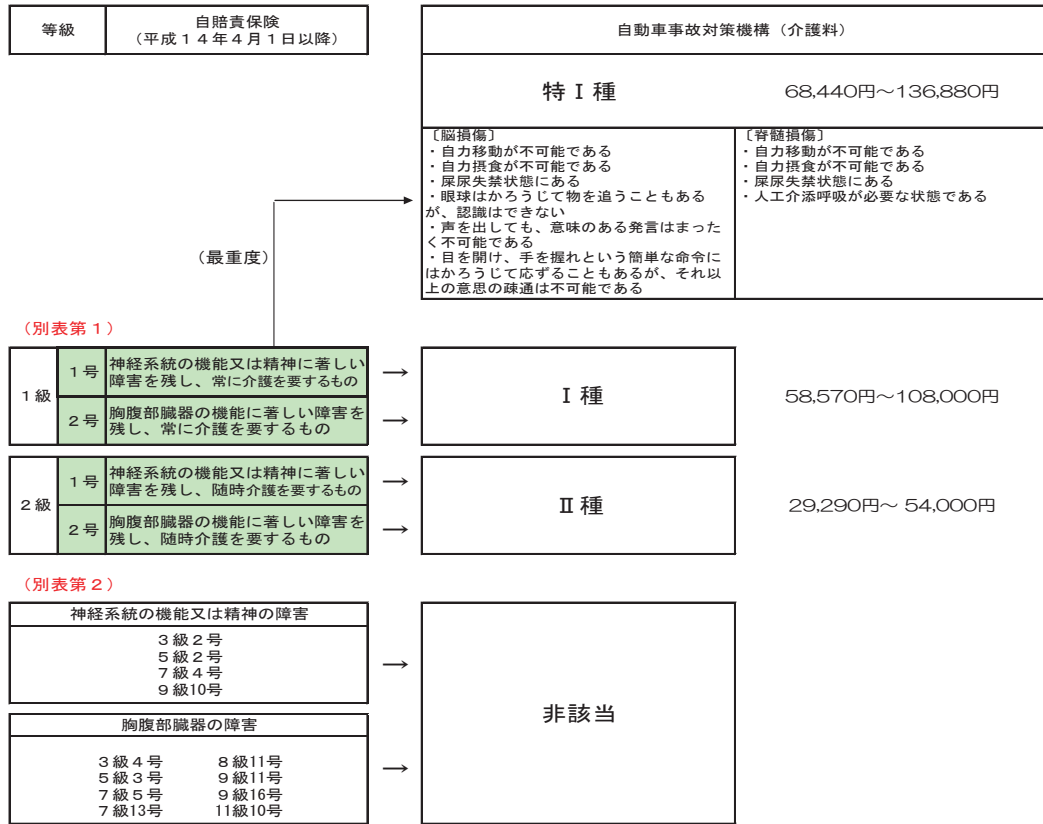 等級
自賠責保険
(平成１４年４月１日以降)
自動車事故対策機構（介護料）
特Ⅰ種
68,440円～136,880円
〔脳損傷〕
・自力移動が不可能である
・自力摂食が不可能である
・屎尿失禁状態にある
・眼球はかろうじて物を追うこともある
が、認識はできない
・声を出しても、意味のある発言はまった
く不可能である
・目を開け、手を握れという簡単な命令に
はかろうじて応ずることもあるが、それ以
上の意思の疎通は不可能である
〔脊髄損傷〕
・自力移動が不可能である
・自力摂食が不可能である
・屎尿失禁状態にある
・人工介添呼吸が必要な状態である
(最重度)
(別表第１)
１級
１号
神経系統の機能又は精神に著しい
障害を残し、常に介護を要するもの
→
２号
胸腹部臓器の機能に著しい障害を
残し、常に介護を要するもの
→
Ⅰ種
58,570円～108,000円
２級
１号
神経系統の機能又は精神に著しい
障害を残し、随時介護を要するもの
→
２号
胸腹部臓器の機能に著しい障害を
残し、随時介護を要するもの
→
Ⅱ種
29,290円～ 54,000円
(別表第２)
神経系統の機能又は精神の障害
３級２号
５級２号
７級４号
９級10号
→
胸腹部臓器の障害
３級４号 ８級11号
５級３号 ９級11号
７級５号 ９級16号
７級13号 11級10号
→
非該当